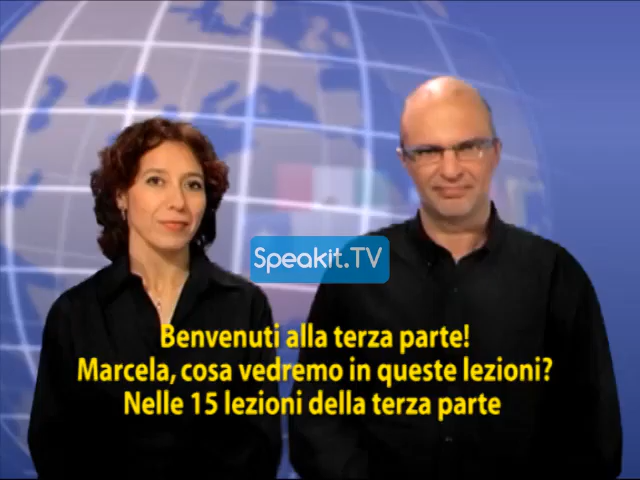 Speakit.TV
Benvenuti alla terza parte!
Marcela, cosa vedremo in queste lezioni?
Nelle 15 lezioni della terza parte